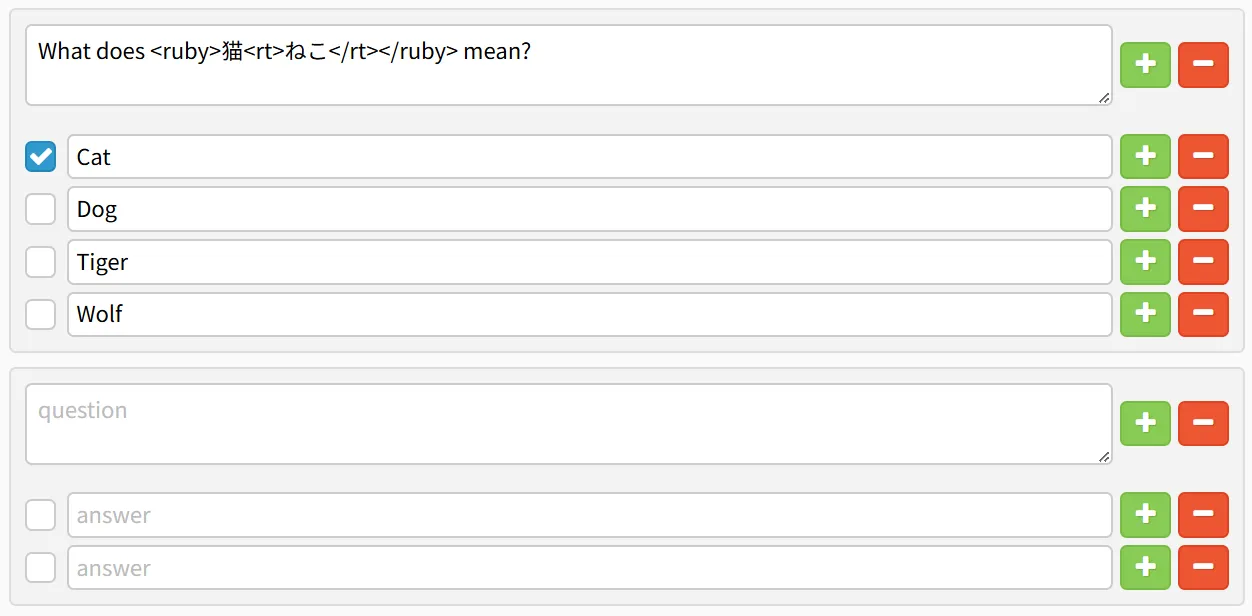 What does <ruby>猫<rt>ねこ</rt></ruby> mean?
Cat
Dog
Tiger
Wolf
question
answer
answer